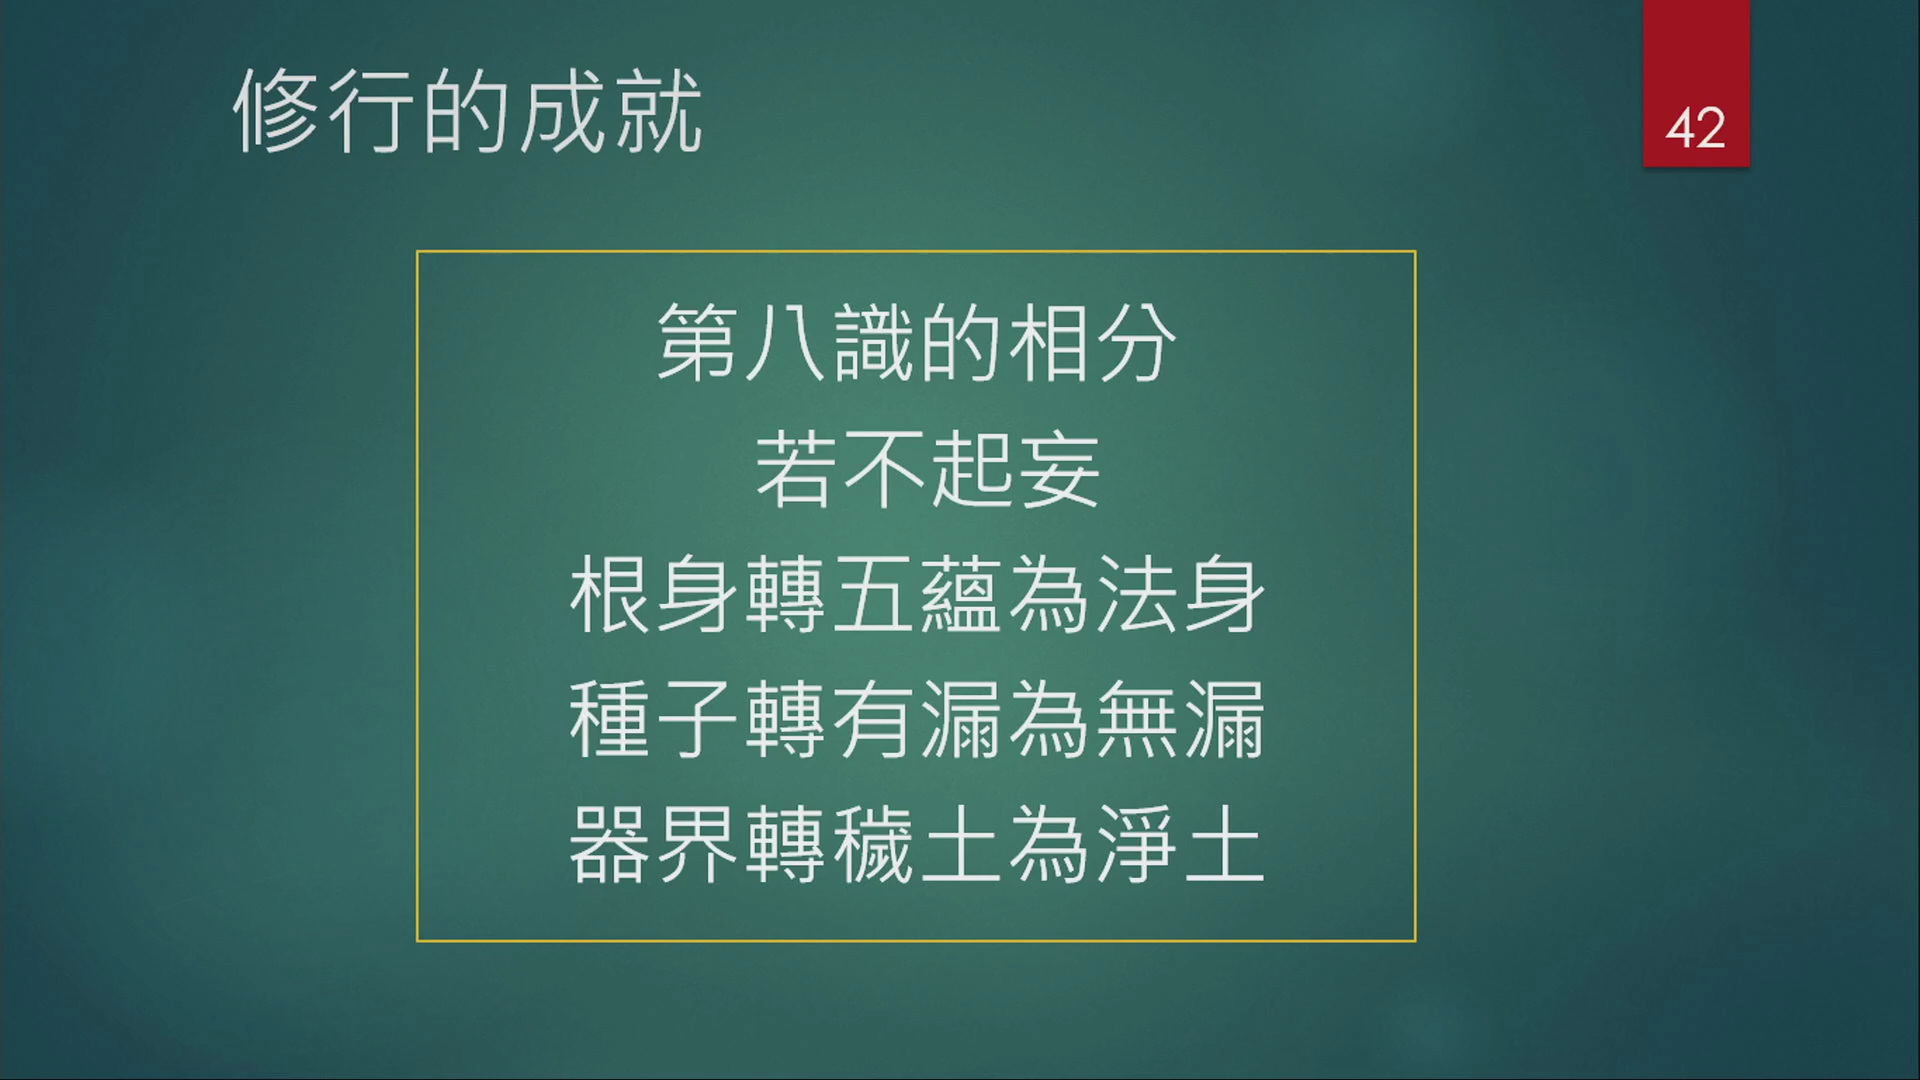 修行的成就
42
第八識的相分
若不起妄
根身轉五蘊為法身
種子轉有漏為無漏
器界轉穢土為淨土